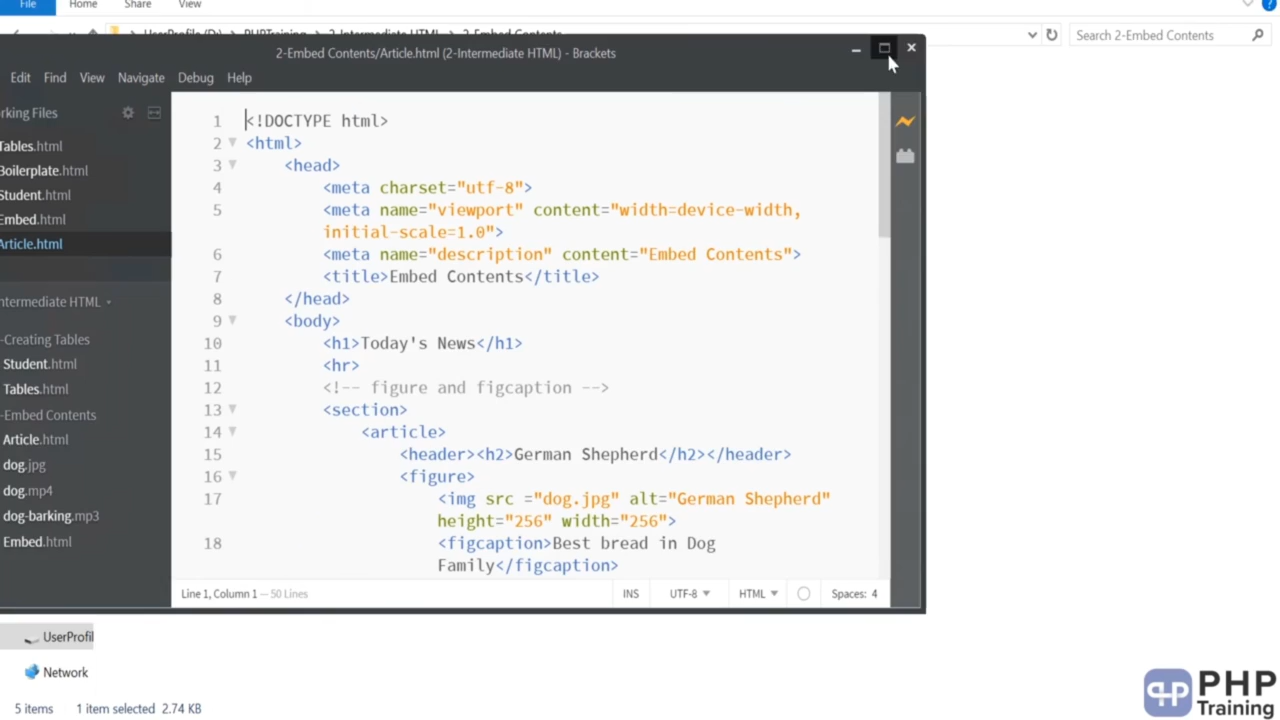 File Home Share View
UserProfile (D:) PHPTraining 2-Intermediate HTML 2-Embed Contents
Search 2-Embed Contents
2-Embed Contents/Article.html (2-Intermediate HTML) - Brackets
Edit Find View Navigate Debug Help
rking Files
Tables.html
Boilerplate.html
Student.html
Embed.html
Article.html
ntermediate HTML
-Creating Tables
Student.html
Tables.html
-Embed Contents
Article.html
dog.jpg
dog.mp4
dog-barking.mp3
Embed.html
1 <!DOCTYPE html>
2 <html>
3 <head>
4 <meta charset="utf-8">
5 <meta name="viewport" content="width=device-width,
initial-scale=1.0">
6 <meta name="description" content="Embed Contents">
7 <title>Embed Contents</title>
8 </head>
9 <body>
10 <h1>Today's News</h1>
11 <hr>
12 <!-- figure and figcaption -->
13 <section>
14 <article>
15 <header><h2>German Shepherd</h2></header>
16 <figure>
17 <img src ="dog.jpg" alt="German Shepherd"
height="256" width="256">
18 <figcaption>Best bread in Dog
Family</figcaption>
Line 1, Column 1 — 50 Lines
INS UTF-8 HTML Spaces: 4
UserProfil
Network
5 items 1 item selected 2.74 KB
PHP
Training